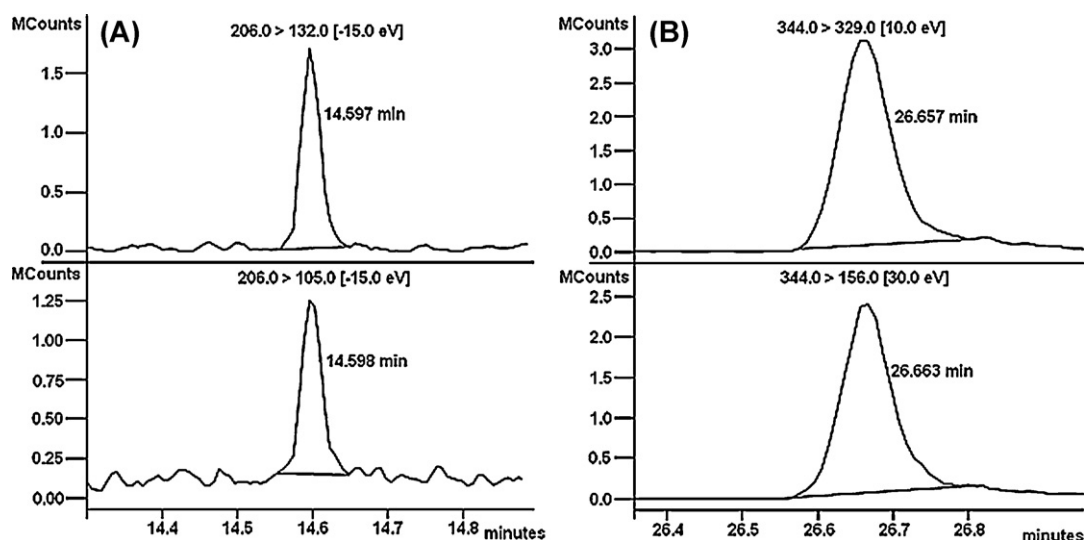 MCounts
(A)
206.0 > 132.0 [-15.0 eV]
1.5
1.0
0.5
0.0
14.597 min
MCounts
206.0 > 105.0 [-15.0 eV]
1.25
1.00
0.75
0.50
0.25
0.00
14.598 min
14.4
14.5
14.6
14.7
14.8
minutes
MCounts
(B)
344.0 > 329.0 [10.0 eV]
3.0
2.5
2.0
1.5
1.0
0.5
0.0
26.657 min
MCounts
344.0 > 156.0 [30.0 eV]
2.5
2.0
1.5
1.0
0.5
0.0
26.663 min
26.4
26.5
26.6
26.7
26.8
minutes